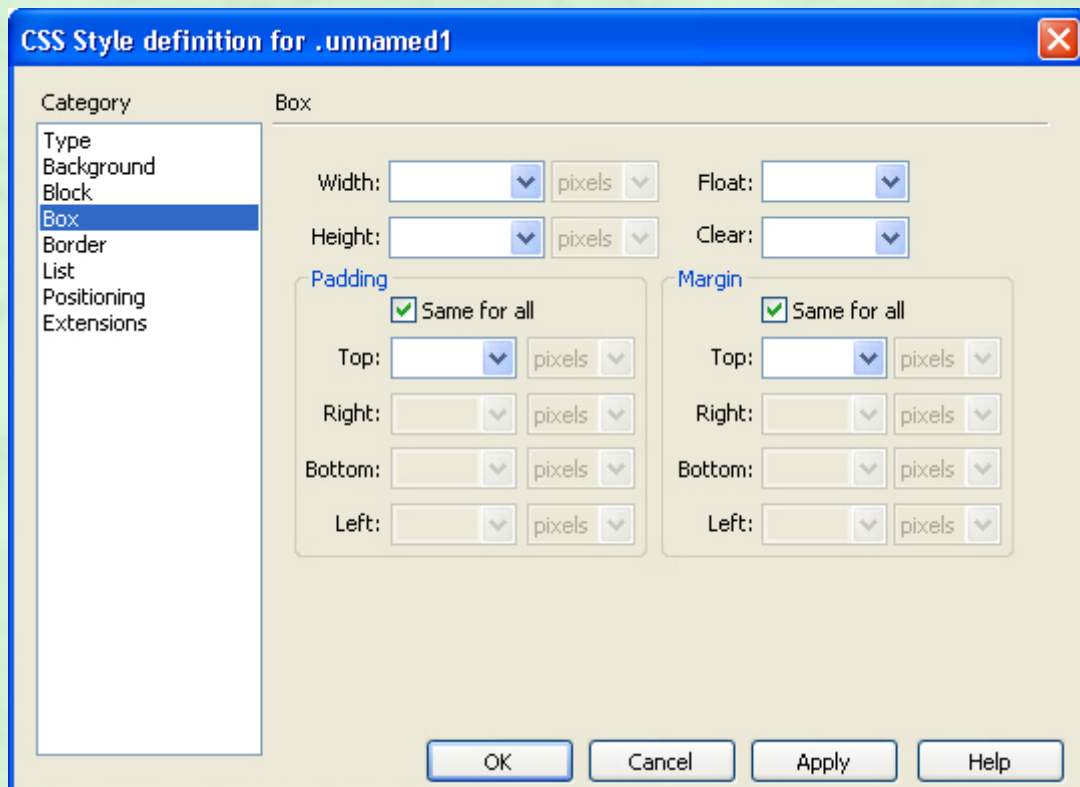 CSS Style definition for .unnamed1
Category
Type
Background
Block
Box
Border
List
Positioning
Extensions
Box
Width: pixels Float:
Height: pixels Clear:
Padding Margin
Same for all Same for all
Top: pixels Top: pixels
Right: pixels Right: pixels
Bottom: pixels Bottom: pixels
Left: pixels Left: pixels
OK Cancel Apply Help